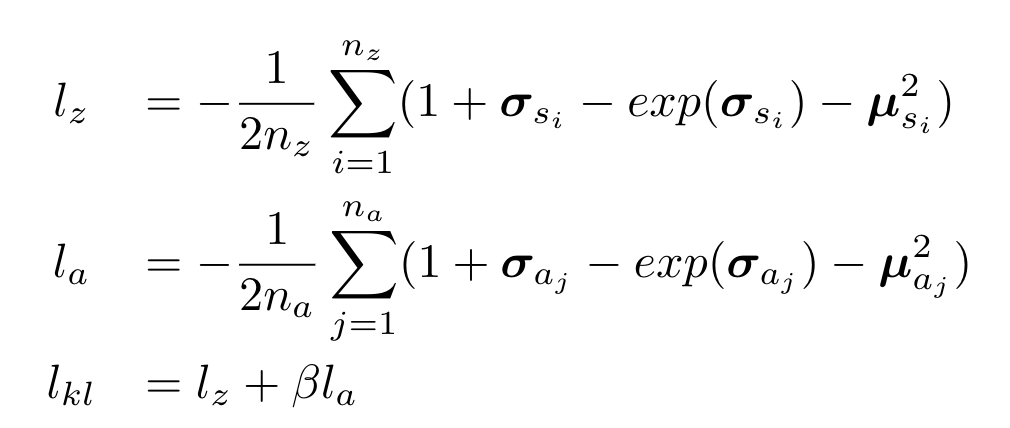 $l_z = -\frac{1}{2n_z} \sum_{i=1}^{n_z} (1 + \boldsymbol{\sigma}_{s_i} - exp(\boldsymbol{\sigma}_{s_i}) - \boldsymbol{\mu}_{s_i}^2)$
$l_a = -\frac{1}{2n_a} \sum_{j=1}^{n_a} (1 + \boldsymbol{\sigma}_{a_j} - exp(\boldsymbol{\sigma}_{a_j}) - \boldsymbol{\mu}_{a_j}^2)$
$l_{kl} = l_z + \beta l_a$